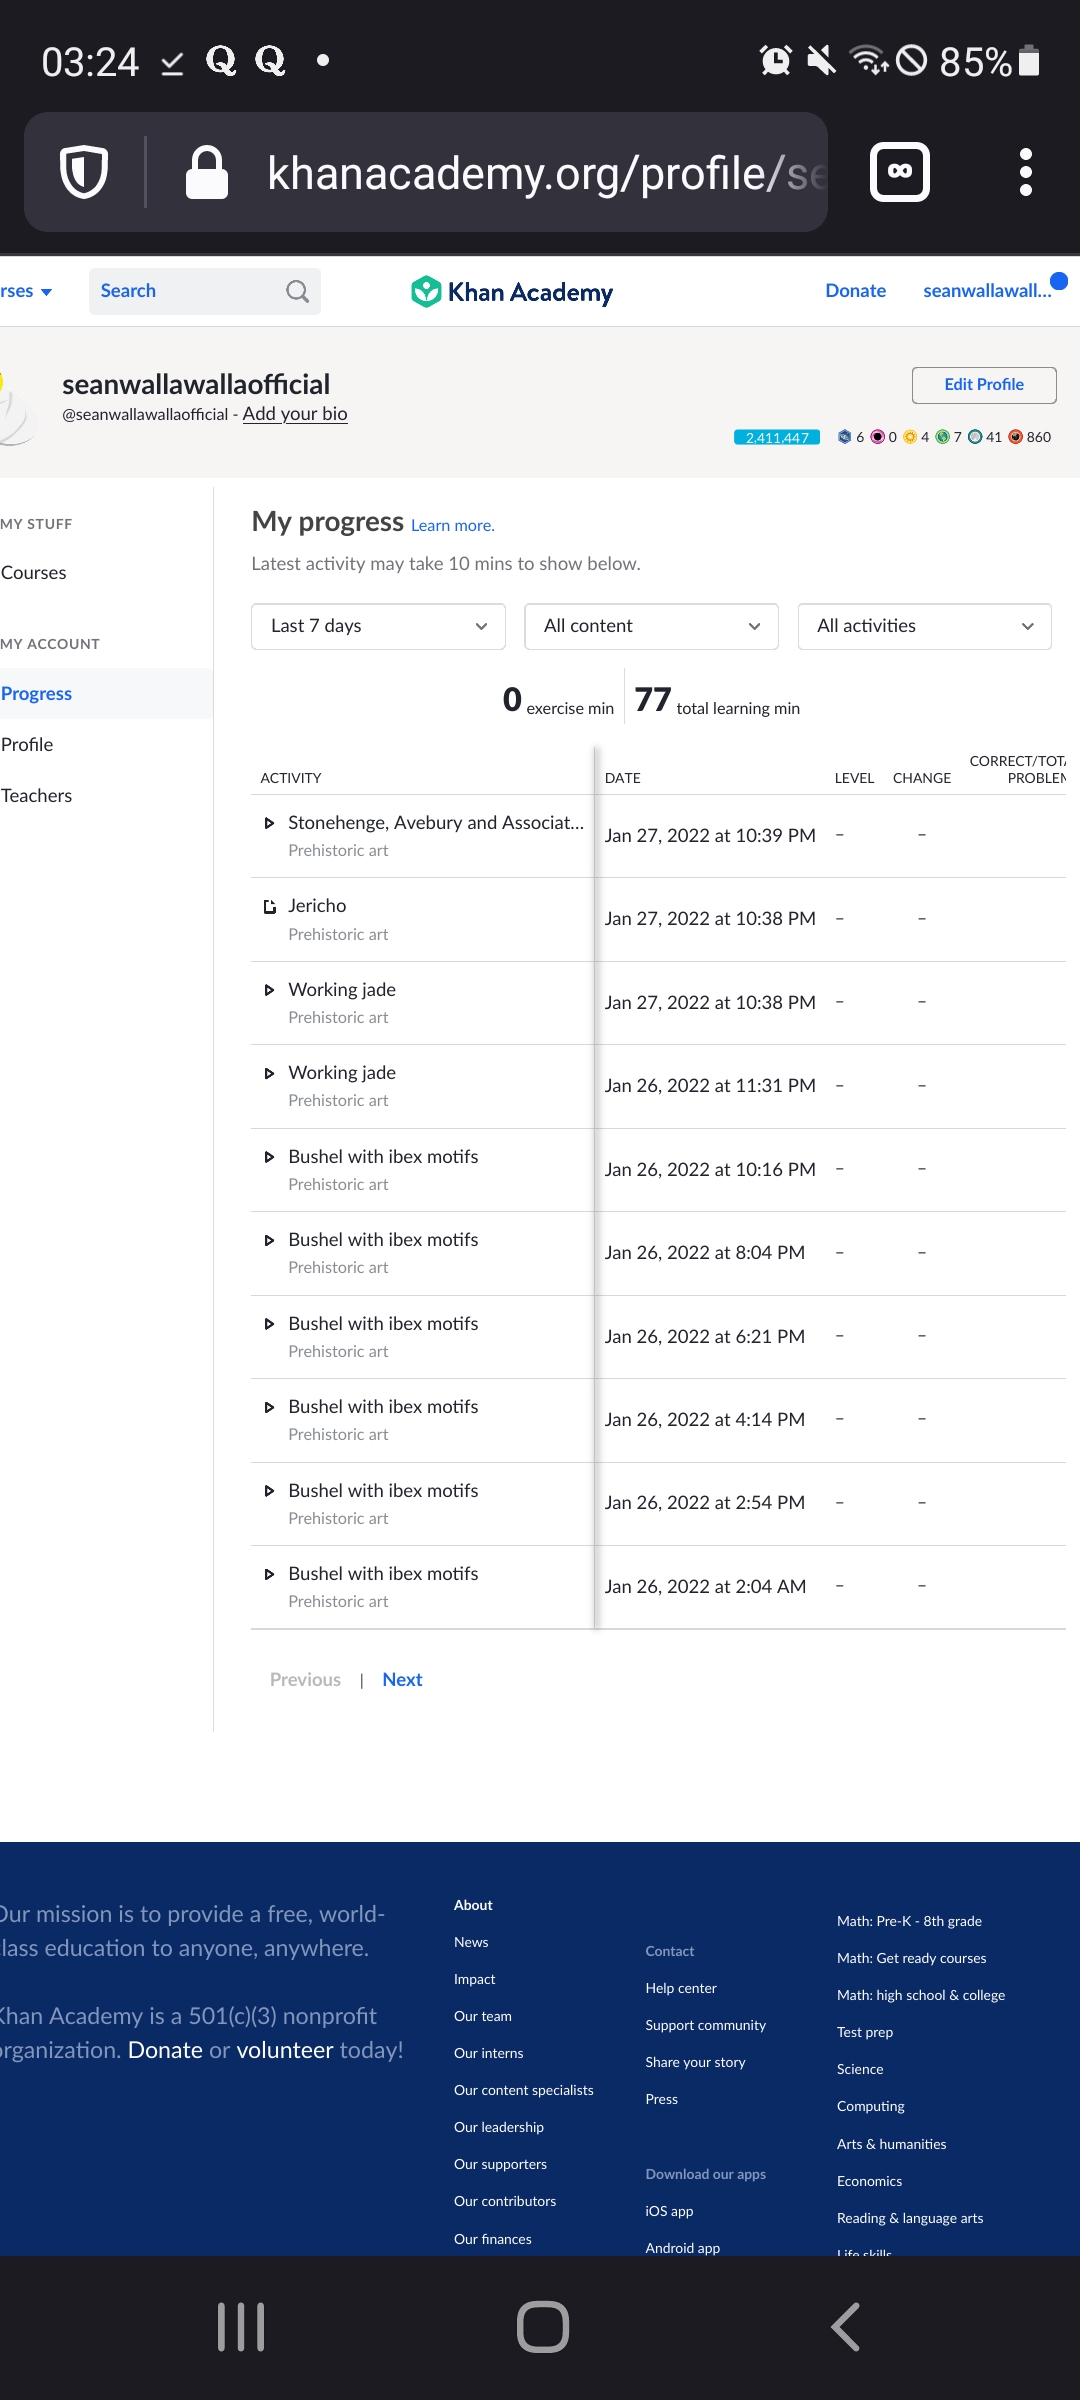 03:24
85%
khanacademy.org/profile/se
rses
Search
Khan Academy
Donate
seanwallawall...
seanwallawallaofficial
@seanwallawallaofficial - Add your bio
Edit Profile
2,411,447
6 0 4 7 41 860
MY STUFF
Courses
MY ACCOUNT
Progress
Profile
Teachers
My progress Learn more.
Latest activity may take 10 mins to show below.
Last 7 days
All content
All activities
0 exercise min
77 total learning min
ACTIVITY DATE LEVEL CHANGE CORRECT/TOTA
PROBLEM
Stonehenge, Avebury and Associat...
Prehistoric art
Jan 27, 2022 at 10:39 PM – –
Jericho
Prehistoric art
Jan 27, 2022 at 10:38 PM – –
Working jade
Prehistoric art
Jan 27, 2022 at 10:38 PM – –
Working jade
Prehistoric art
Jan 26, 2022 at 11:31 PM – –
Bushel with ibex motifs
Prehistoric art
Jan 26, 2022 at 10:16 PM – –
Bushel with ibex motifs
Prehistoric art
Jan 26, 2022 at 8:04 PM – –
Bushel with ibex motifs
Prehistoric art
Jan 26, 2022 at 6:21 PM – –
Bushel with ibex motifs
Prehistoric art
Jan 26, 2022 at 4:14 PM – –
Bushel with ibex motifs
Prehistoric art
Jan 26, 2022 at 2:54 PM – –
Bushel with ibex motifs
Prehistoric art
Jan 26, 2022 at 2:04 AM – –
Previous | Next
Our mission is to provide a free, world-
class education to anyone, anywhere.
Khan Academy is a 501(c)(3) nonprofit
organization. Donate or volunteer today!
About
News
Impact
Our team
Our interns
Our content specialists
Our leadership
Our supporters
Our contributors
Our finances
Contact
Help center
Support community
Share your story
Press
Download our apps
iOS app
Android app
Math: Pre-K - 8th grade
Math: Get ready courses
Math: high school & college
Test prep
Science
Computing
Arts & humanities
Economics
Reading & language arts
Life skills